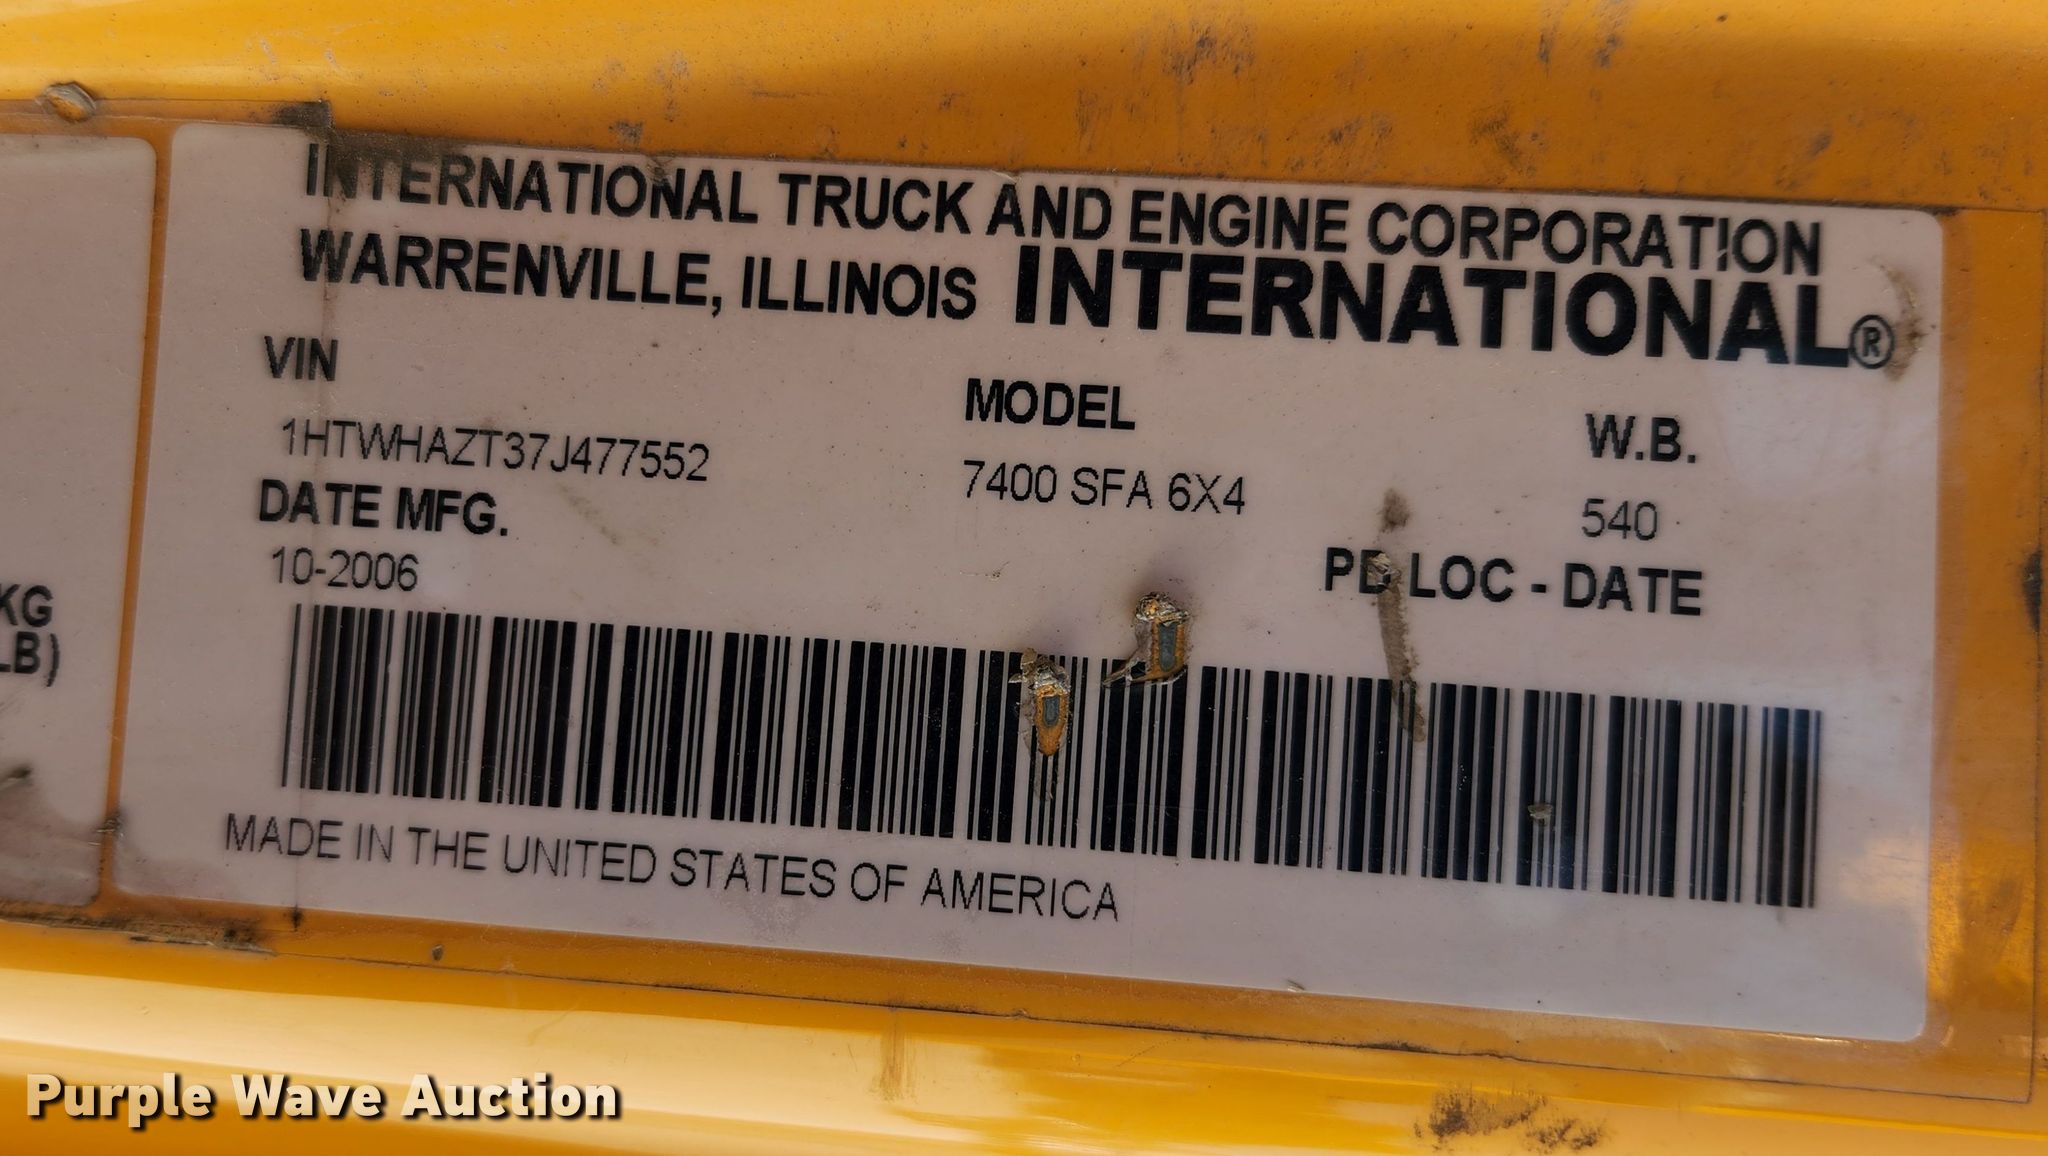 INTERNATIONAL TRUCK AND ENGINE CORPORATION
WARRENVILLE, ILLINOIS INTERNATIONAL®
VIN MODEL W.B.
1HTWHAZT37J477552 7400 SFA 6X4 540
DATE MFG. PD LOC - DATE
10-2006
KG
LB)
MADE IN THE UNITED STATES OF AMERICA
Purple Wave Auction